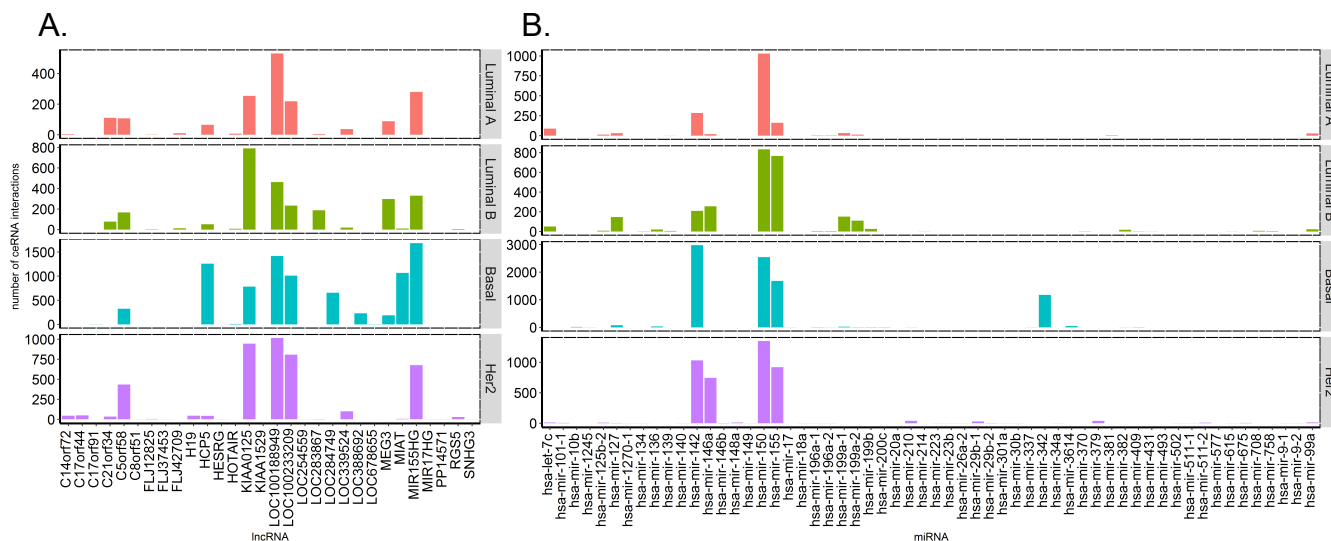 A.
B.
number of ceRNA interactions
400
200
0
Luminal A
800
600
400
200
0
Luminal B
1500
1000
500
0
Basal
1000
750
500
250
0
Her2
C14orf72
C17orf44
C17orf91
C21orf34
C5orf58
C8orf51
FLJ12825
FLJ37453
FLJ42709
H19
HCP5
HESRG
HOTAIR
KIAA0125
KIAA1529
LOC100188949
LOC100233209
LOC254559
LOC283867
LOC284749
LOC339524
LOC388692
LOC678655
MEG3
MIAT
MIR155HG
MIR17HG
PP14571
RGS5
SNHG3
lncRNA
1000
750
500
250
0
Luminal A
800
600
400
200
0
Luminal B
3000
2000
1000
0
Basal
1000
500
0
Her2
hsa-let-7c
hsa-mir-101-1
hsa-mir-10b
hsa-mir-1245
hsa-mir-125b-2
hsa-mir-127
hsa-mir-1270-1
hsa-mir-134
hsa-mir-136
hsa-mir-139
hsa-mir-140
hsa-mir-142
hsa-mir-146a
hsa-mir-146b
hsa-mir-148a
hsa-mir-149
hsa-mir-150
hsa-mir-155
hsa-mir-17
hsa-mir-18a
hsa-mir-196a-1
hsa-mir-196a-2
hsa-mir-199a-1
hsa-mir-199a-2
hsa-mir-199b
hsa-mir-200c
hsa-mir-20a
hsa-mir-210
hsa-mir-214
hsa-mir-223
hsa-mir-23b
hsa-mir-26a-2
hsa-mir-29b-1
hsa-mir-29b-2
hsa-mir-301a
hsa-mir-30b
hsa-mir-337
hsa-mir-342
hsa-mir-34a
hsa-mir-3614
hsa-mir-370
hsa-mir-379
hsa-mir-381
hsa-mir-382
hsa-mir-409
hsa-mir-431
hsa-mir-493
hsa-mir-502
hsa-mir-511-1
hsa-mir-511-2
hsa-mir-577
hsa-mir-615
hsa-mir-675
hsa-mir-708
hsa-mir-758
hsa-mir-9-1
hsa-mir-9-2
hsa-mir-99a
miRNA